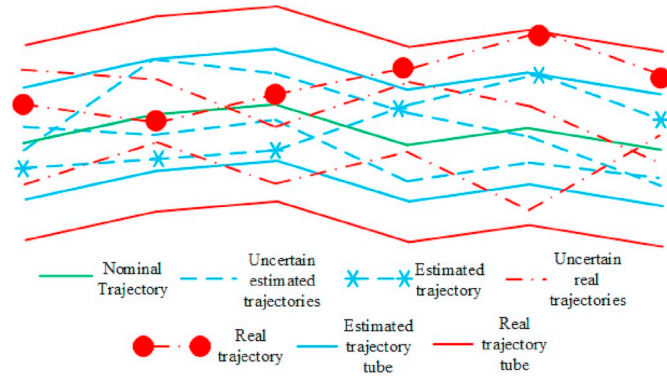 Nominal
Trajectory
Uncertain
estimated
trajectories
Estimated
trajectory
Uncertain
real
trajectories
Real
trajectory
Estimated
trajectory
tube
Real
trajectory
tube